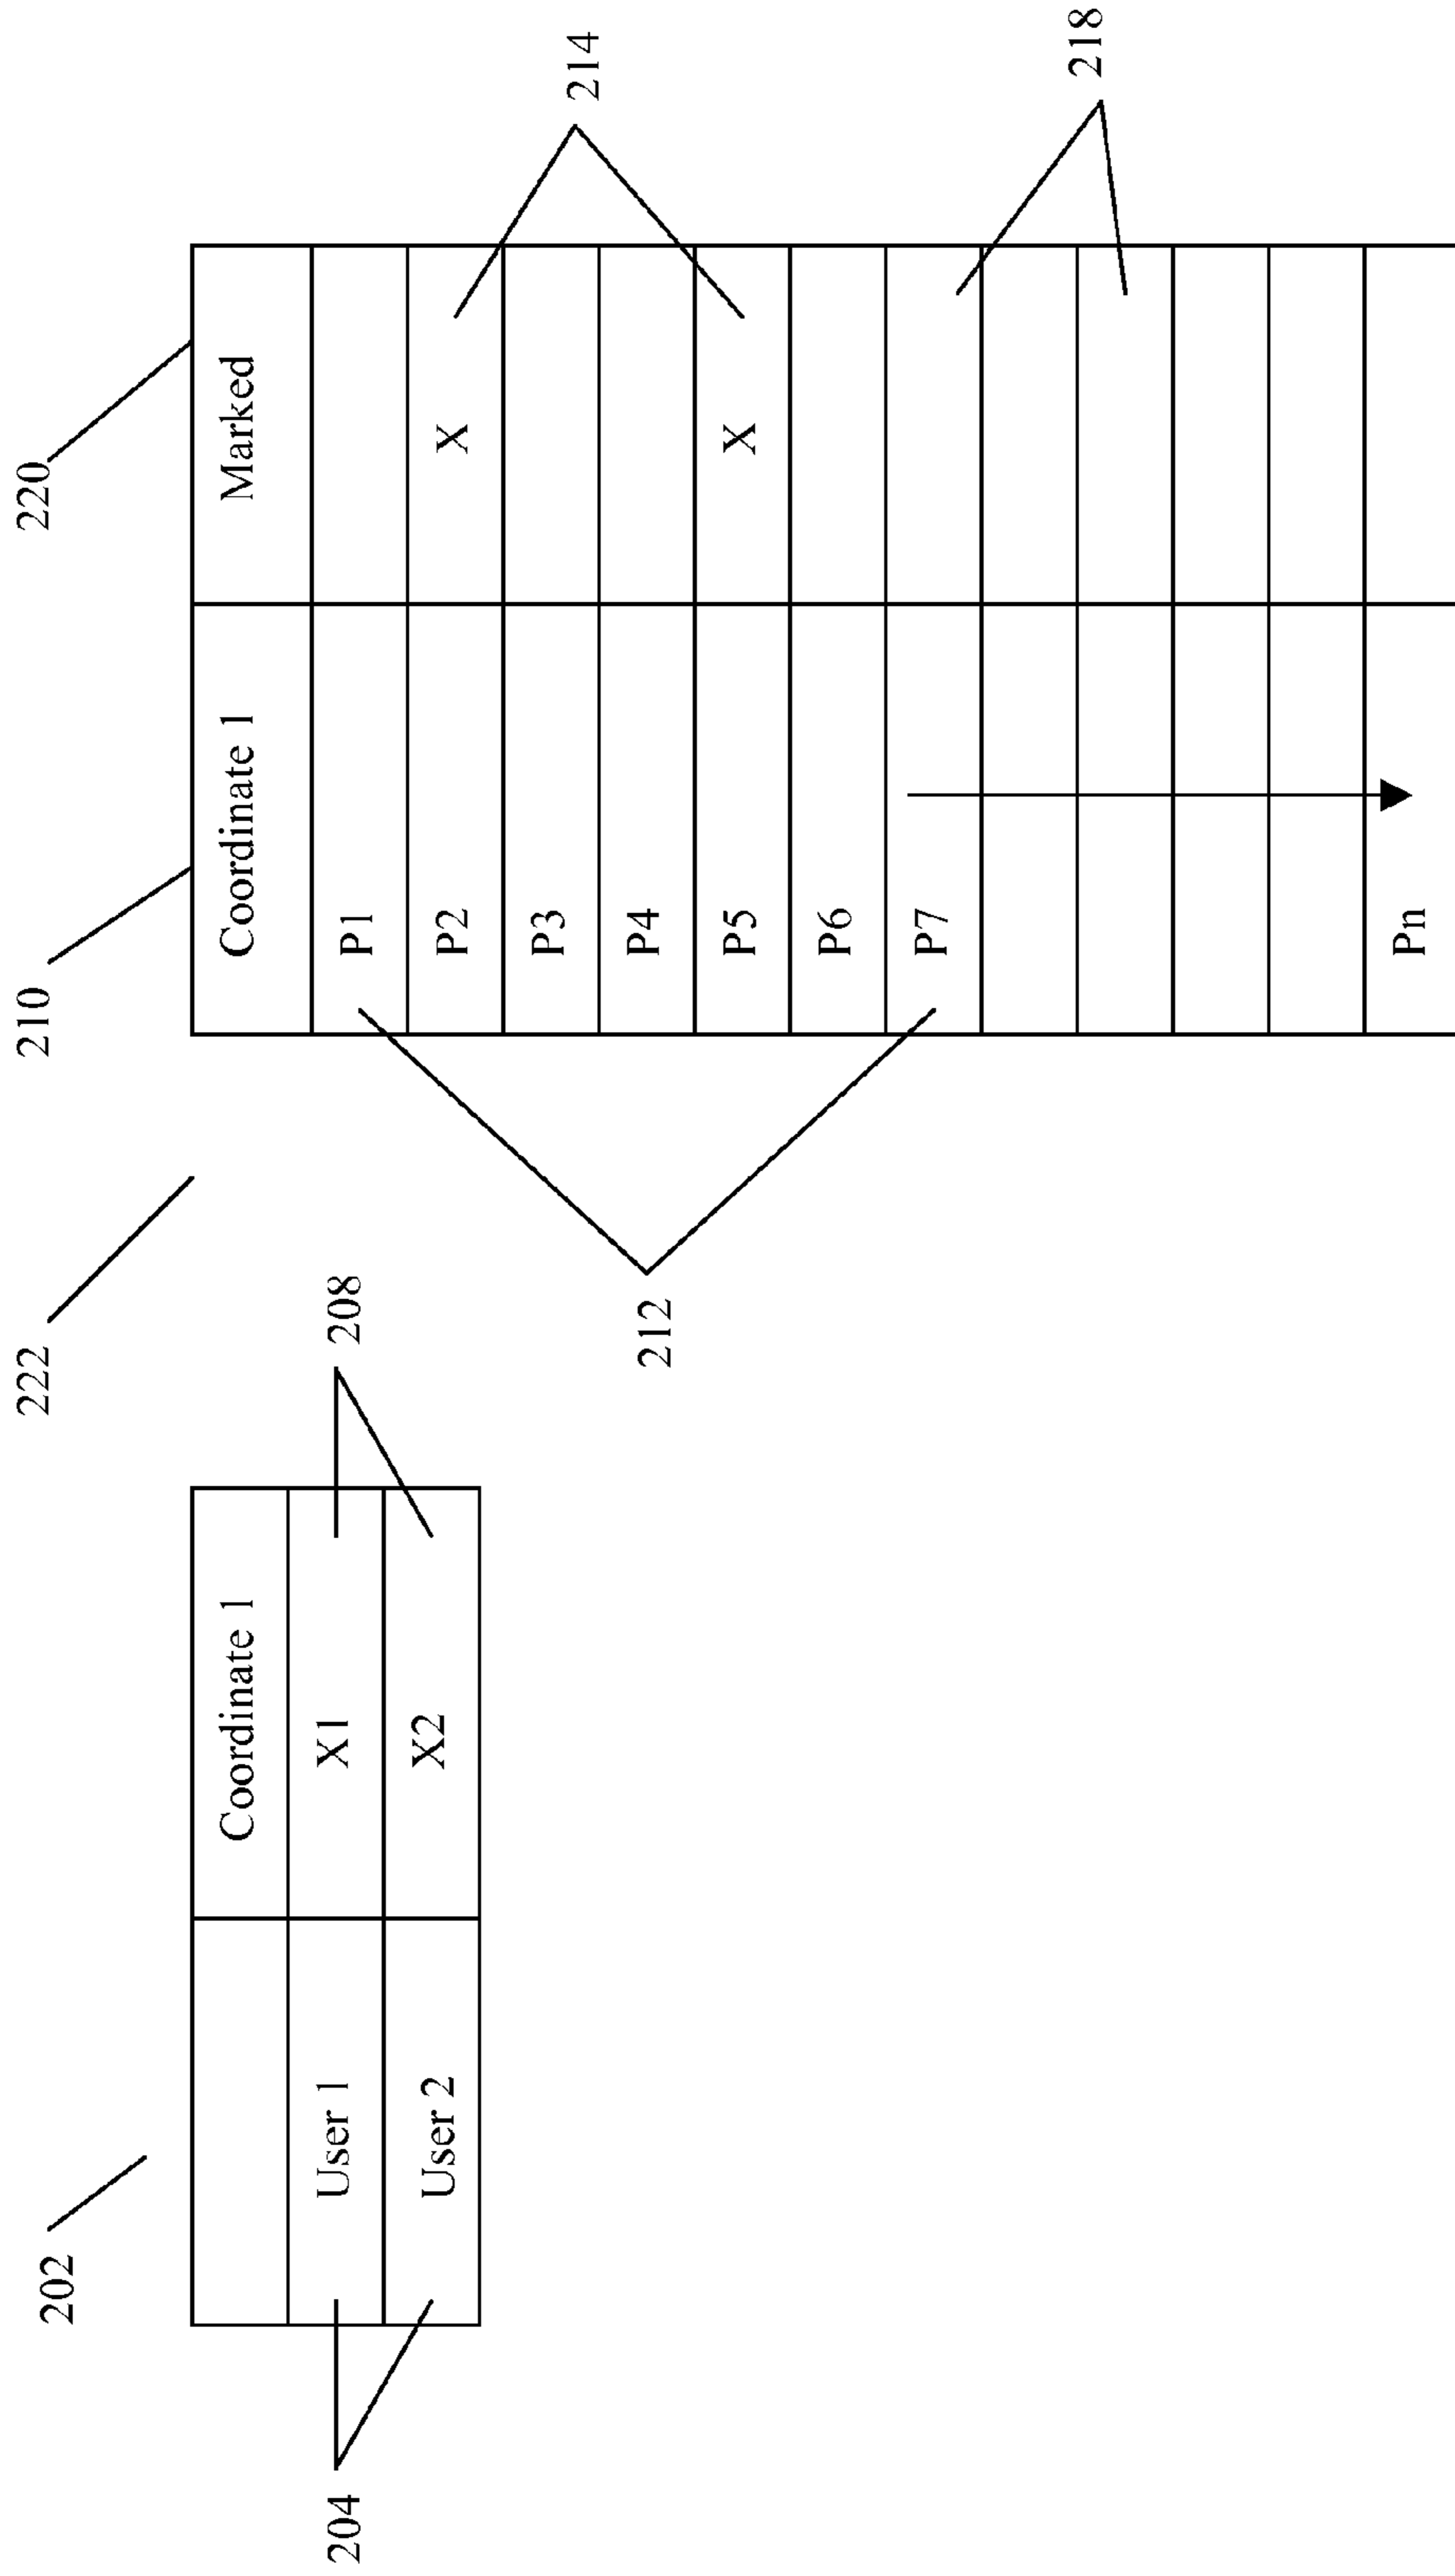 202
222
210
220
Coordinate 1
204
User 1
X1
208
User 2
X2
Coordinate 1
Marked
P1
P2
X
214
P3
P4
P5
X
212
P6
P7
218
Pn